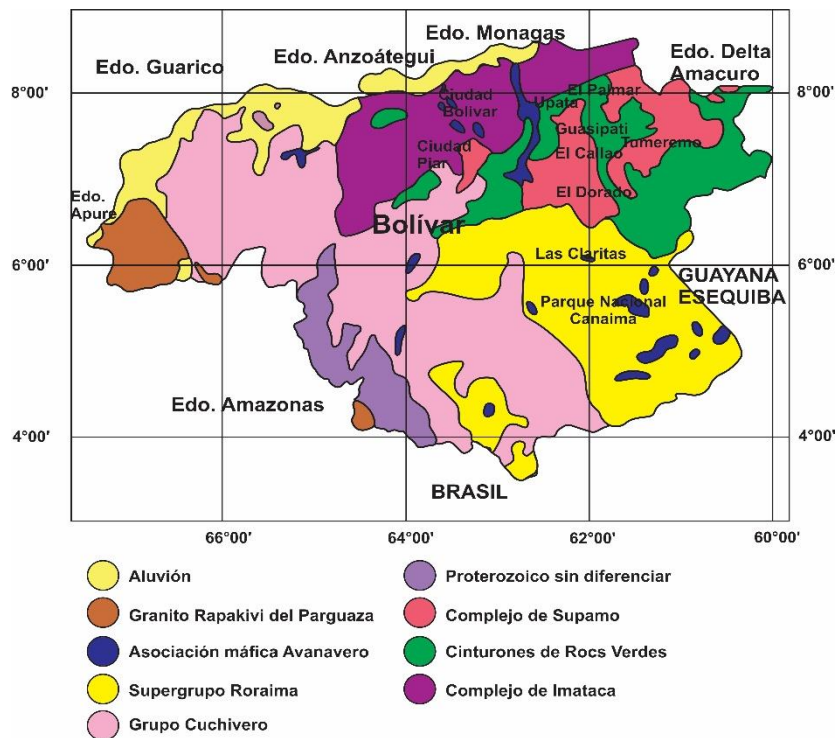 Edo. Monagas
Edo. Anzoátegui
Edo. Guarico
Edo. Delta
Amacuro
8°00'
8°00'
Ciudad
Bolivar
Upata
El Palmar
Guasipati
Tumeremo
Ciudad
Piar
El Callao
El Dorado
Edo.
Apure
Bolívar
6°00'
6°00'
Las Claritas
GUAYANA
ESEQUIBA
Parque Nacional
Canaima
Edo. Amazonas
4°00'
4°00'
BRASIL
66°00'
64°00'
62°00'
60°00'
Aluvión
Proterozoico sin diferenciar
Granito Rapakivi del Parguaza
Complejo de Supamo
Asociación máfica Avanavero
Cinturones de Rocs Verdes
Supergrupo Roraima
Complejo de Imataca
Grupo Cuchivero